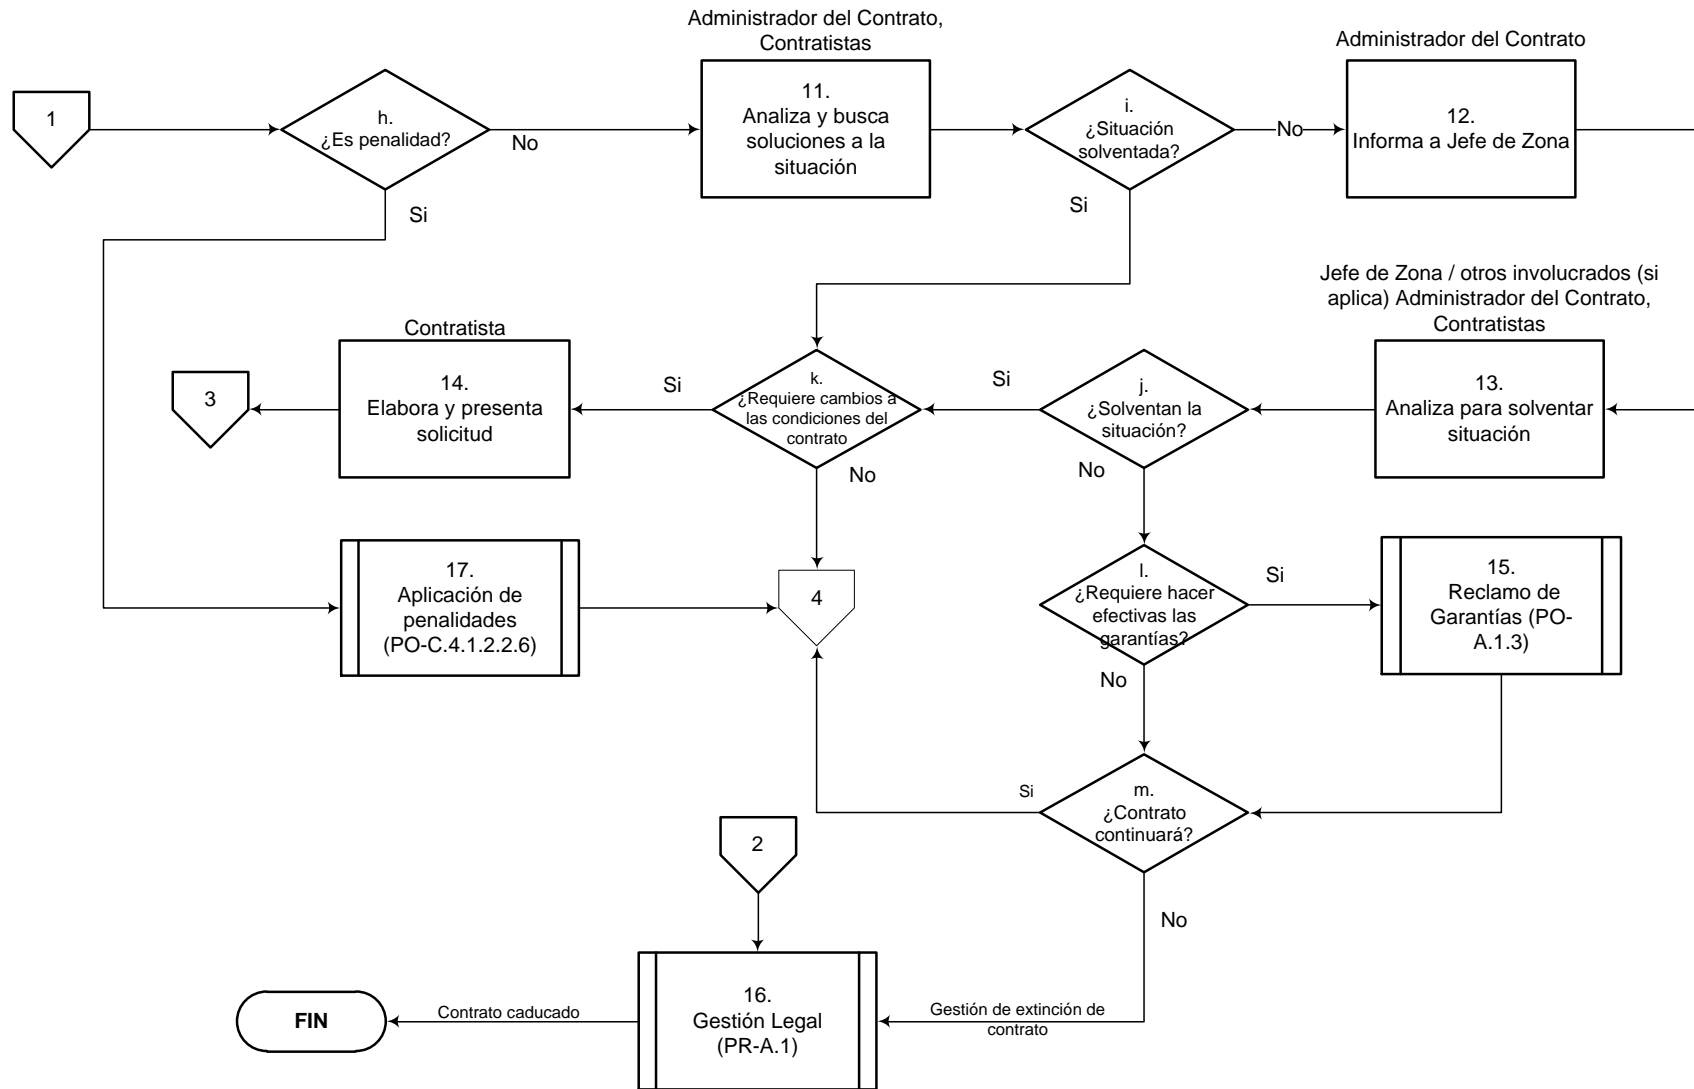 Administrador del Contrato,
Contratistas
Administrador del Contrato
1
h.
¿Es penalidad?
No
11.
Analiza y busca
soluciones a la
situación
i.
¿Situación
solventada?
No
12.
Informa a Jefe de Zona
Si
Si
Jefe de Zona / otros involucrados (si
aplica) Administrador del Contrato,
Contratistas
Contratista
3
14.
Elabora y presenta
solicitud
Si
k.
¿Requiere cambios a
las condiciones del
contrato
Si
j.
¿Solventan la
situación?
13.
Analiza para solventar
situación
No
No
17.
Aplicación de
penalidades
(PO-C.4.1.2.2.6)
4
l.
¿Requiere hacer
efectivas las
garantías?
Si
15.
Reclamo de
Garantías (PO-
A.1.3)
No
Si
m.
¿Contrato
continuará?
2
No
FIN
Contrato caducado
16.
Gestión Legal
(PR-A.1)
Gestión de extinción de
contrato